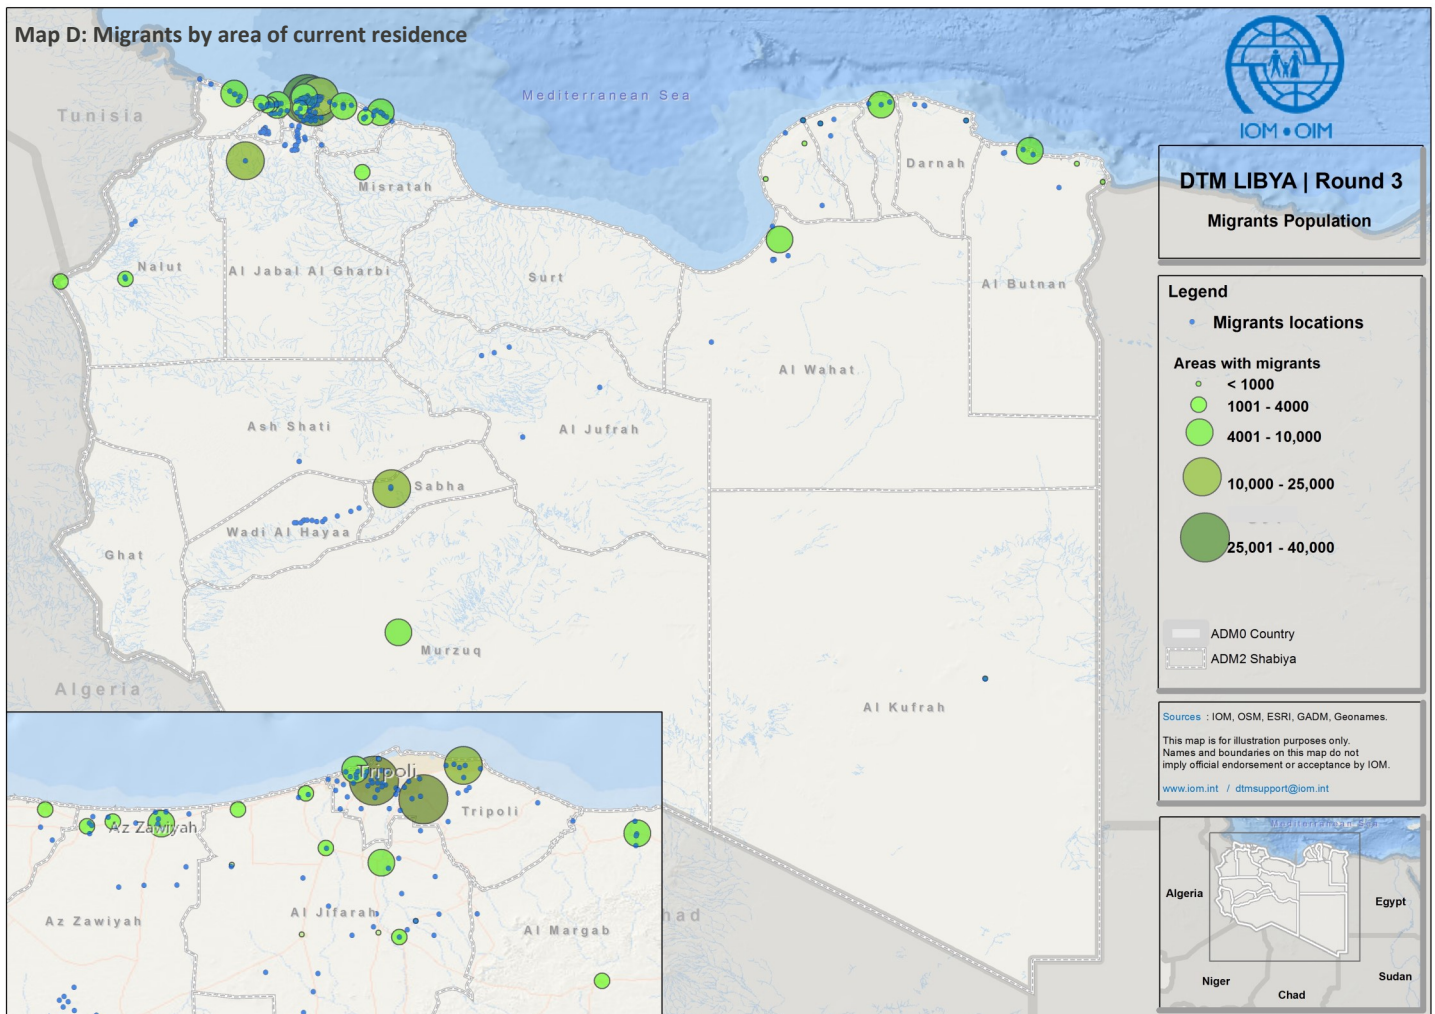 Map D: Migrants by area of current residence
Mediterranean Sea
Tunisia
Darnah
Misratah
Nalut
Al Jabal Al Gharbi
Surt
Al Butnan
Al Wahat
Ash Shati
Al Jufrah
Sabha
Wadi Al Hayaa
Ghat
Murzuq
Algeria
Al Kufrah
Tripoli
Tripoli
Az Zawiyah
Az Zawiyah
Al Jifarah
Al Margab
had
IOM • OIM
DTM LIBYA | Round 3
Migrants Population
Legend
Migrants locations
Areas with migrants
< 1000
1001 - 4000
4001 - 10,000
10,000 - 25,000
25,001 - 40,000
ADM0 Country
ADM2 Shabiya
Sources : IOM, OSM, ESRI, GADM, Geonames.
This map is for illustration purposes only.
Names and boundaries on this map do not
imply official endorsement or acceptance by IOM.
www.iom.int / dtmsupport@iom.int
Mediterranean Sea
Algeria
Egypt
Niger
Sudan
Chad